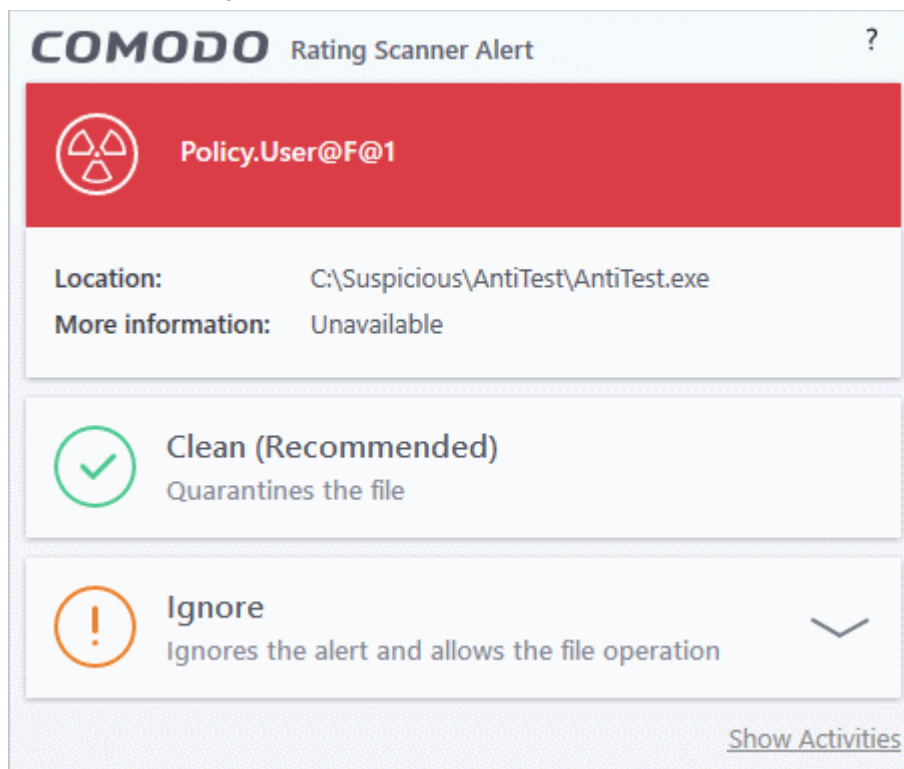 COMODO Rating Scanner Alert ?
Policy.User@F@1
Location: C:\Suspicious\AntiTest\AntiTest.exe
More information: Unavailable
Clean (Recommended)
Quarantines the file
Ignore
Ignores the alert and allows the file operation
Show Activities